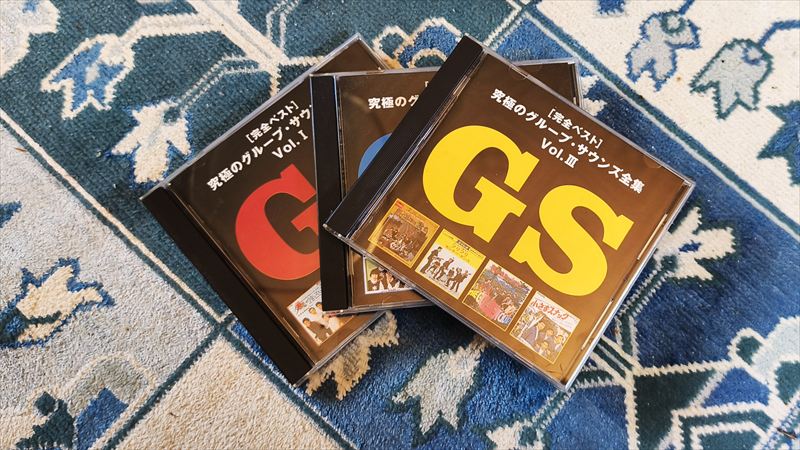 [完全ベスト]
究極のグループ・サウンズ
Vol. I
G
究極のグ
[完全ベスト]
究極のグループ・サウンズ全集
Vol. III
GS